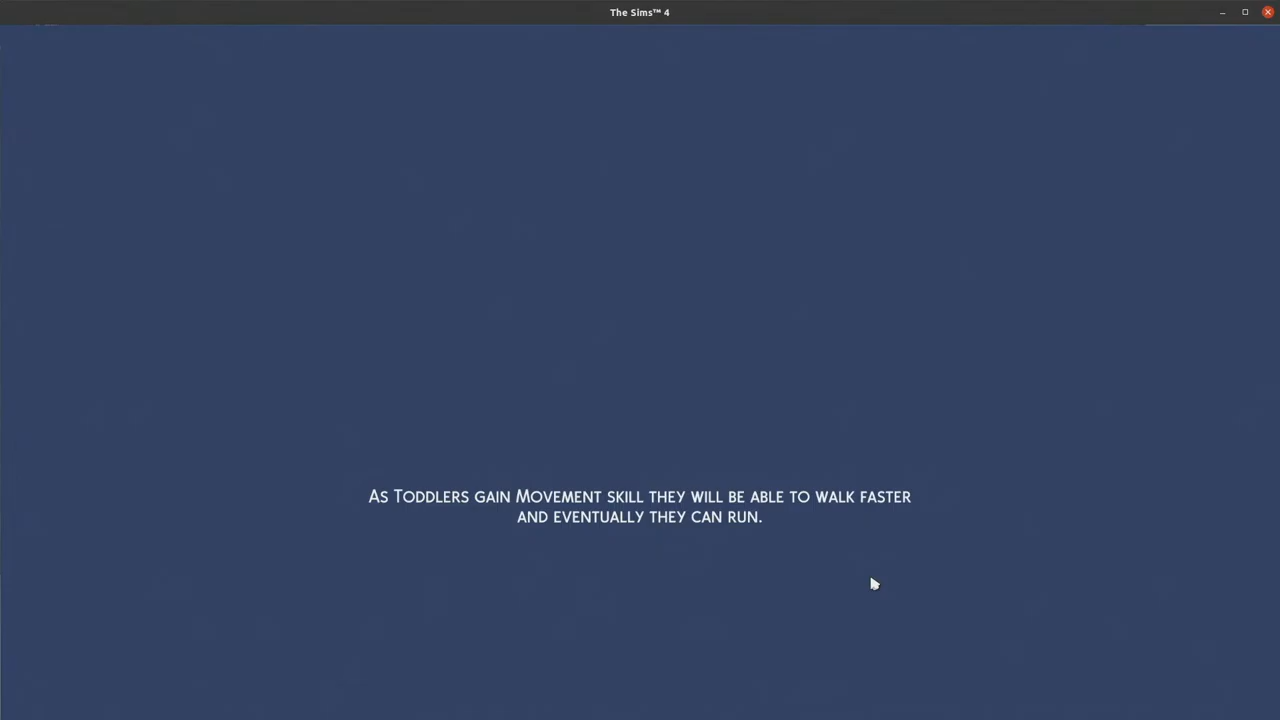 The Sims™ 4
As Toddlers gain Movement skill they will be able to walk faster
and eventually they can run.